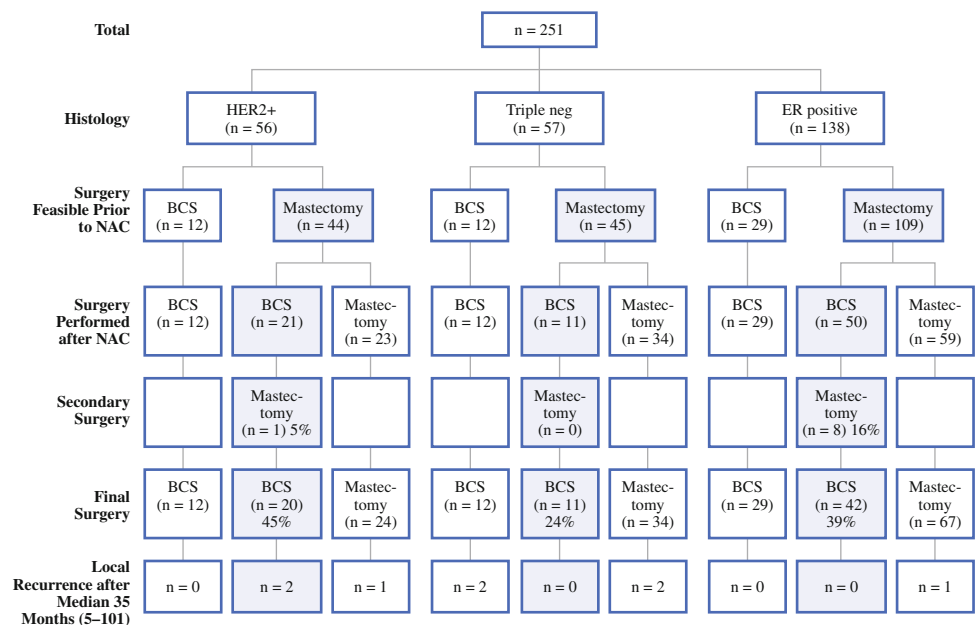 Total
n = 251
Histology
HER2+
(n = 56)
Triple neg
(n = 57)
ER positive
(n = 138)
Surgery
Feasible Prior
to NAC
BCS
(n = 12)
Mastectomy
(n = 44)
BCS
(n = 12)
Mastectomy
(n = 45)
BCS
(n = 29)
Mastectomy
(n = 109)
Surgery
Performed
after NAC
BCS
(n = 12)
BCS
(n = 21)
Mastec-
tomy
(n = 23)
BCS
(n = 12)
BCS
(n = 11)
Mastec-
tomy
(n = 34)
BCS
(n = 29)
BCS
(n = 50)
Mastec-
tomy
(n = 59)
Secondary
Surgery
Mastec-
tomy
(n = 1) 5%
Mastec-
tomy
(n = 0)
Mastec-
tomy
(n = 8) 16%
Final
Surgery
BCS
(n = 12)
BCS
(n = 20)
45%
Mastec-
tomy
(n = 24)
BCS
(n = 12)
BCS
(n = 11)
24%
Mastec-
tomy
(n = 34)
BCS
(n = 29)
BCS
(n = 42)
39%
Mastec-
tomy
(n = 67)
Local
Recurrence after
Median 35
Months (5–101)
n = 0
n = 2
n = 1
n = 2
n = 0
n = 2
n = 0
n = 0
n = 1